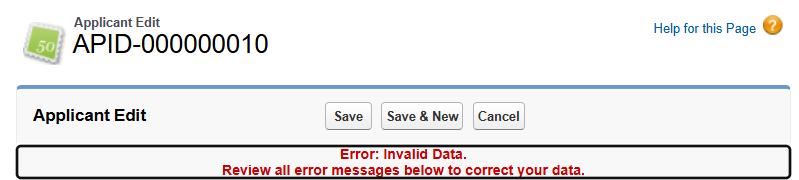 Applicant Edit
50
APID-000000010
Help for this Page ?
Applicant Edit
Save
Save & New
Cancel
Error: Invalid Data.
Review all error messages below to correct your data.